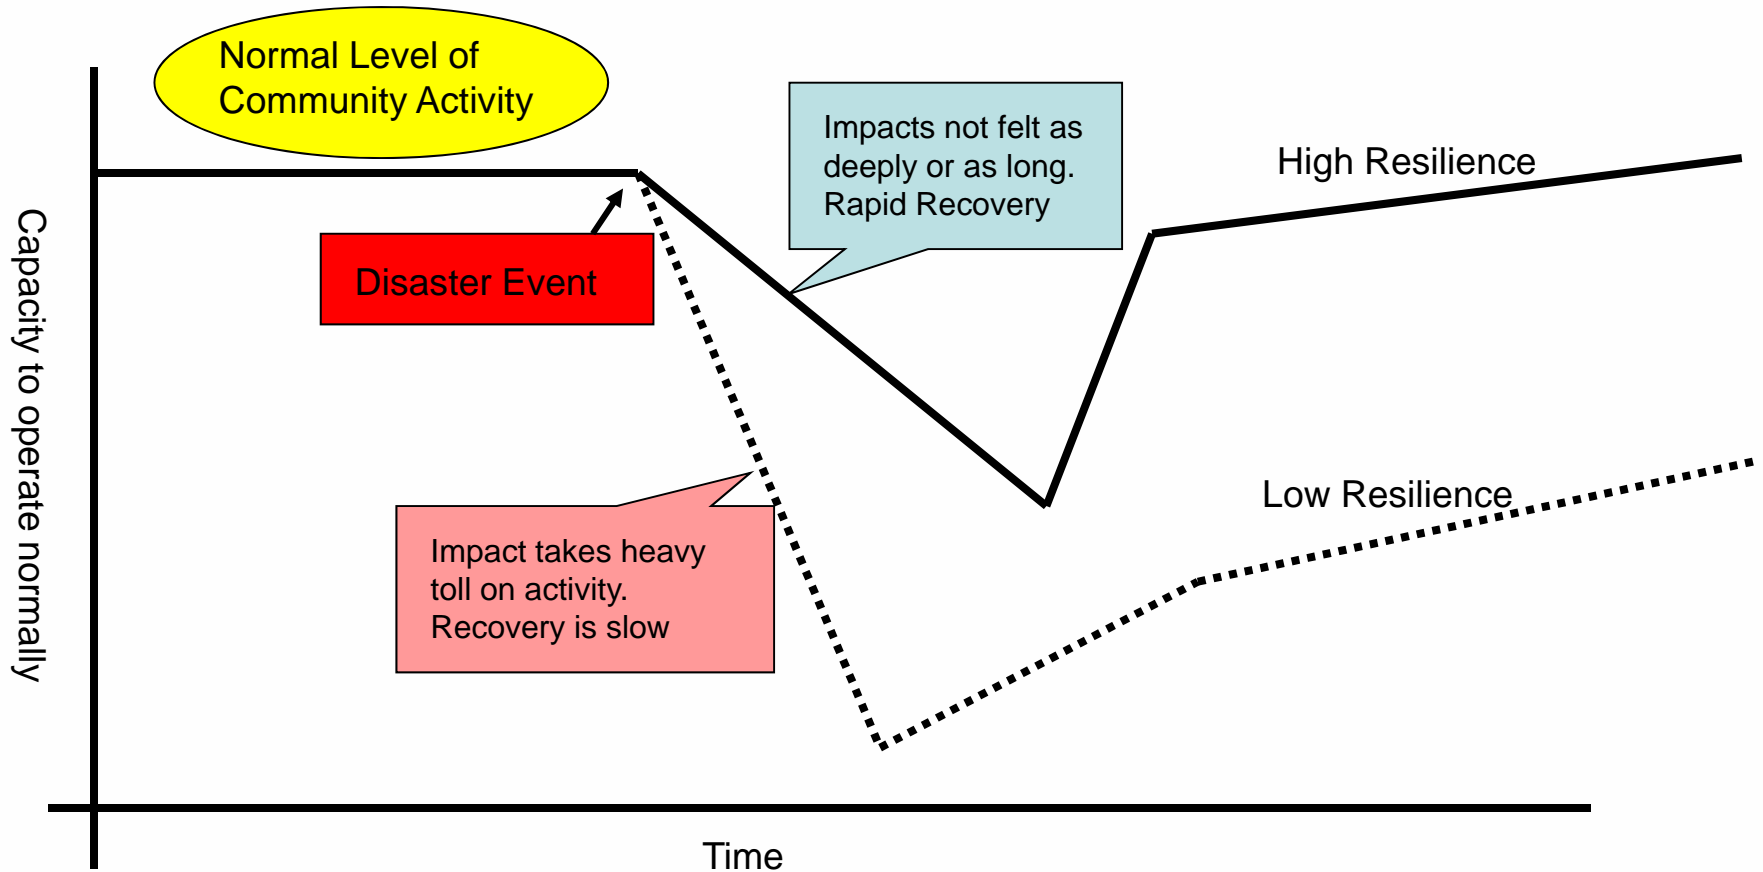 Normal Level of
Community Activity
Impacts not felt as
deeply or as long.
Rapid Recovery
High Resilience
Disaster Event
Capacity to operate normally
Low Resilience
Impact takes heavy
toll on activity.
Recovery is slow
Time